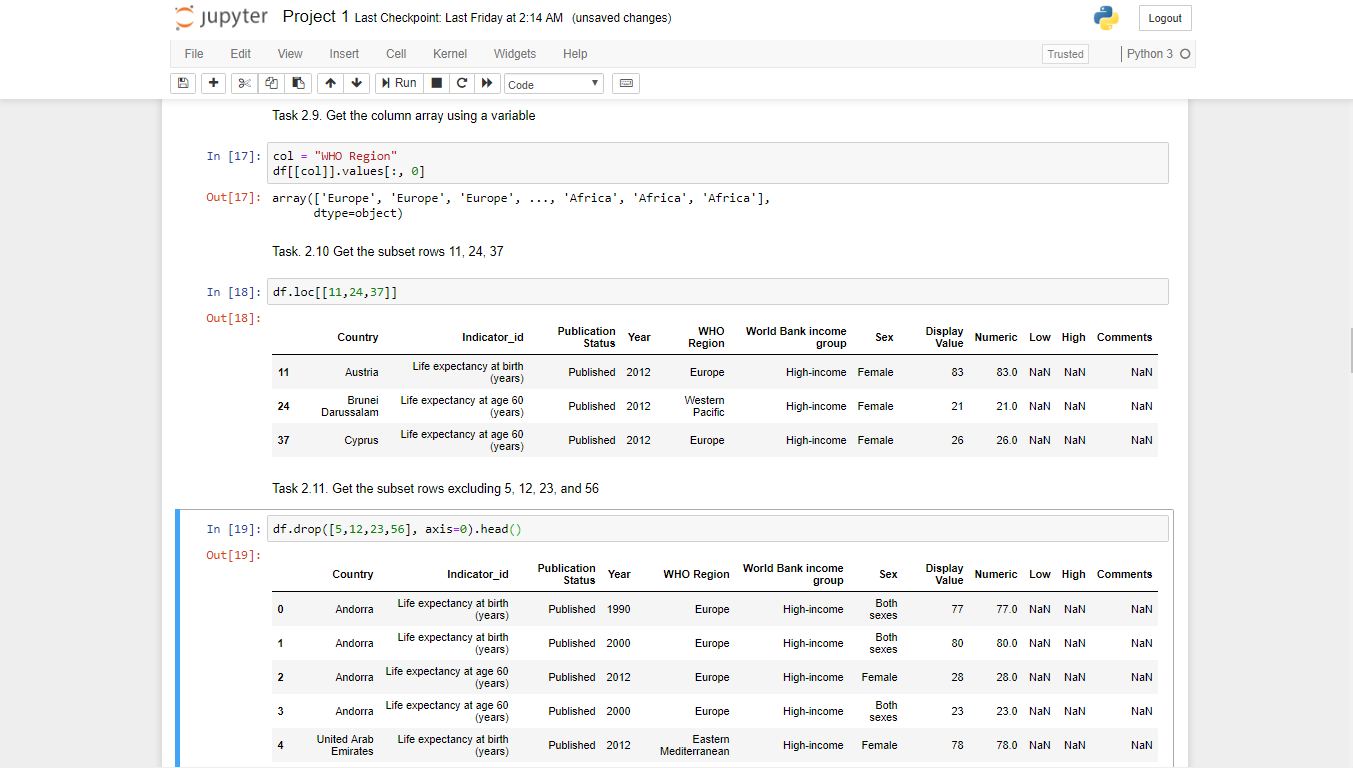 jupyter Project 1 Last Checkpoint: Last Friday at 2:14 AM (unsaved changes) Logout
File Edit View Insert Cell Kernel Widgets Help Trusted Python 3
Run Code
Task 2.9. Get the column array using a variable
In [17]: col = "WHO Region"
df[[col]].values[:, 0]
Out[17]: array(['Europe', 'Europe', 'Europe', ..., 'Africa', 'Africa', 'Africa'],
dtype=object)
Task. 2.10 Get the subset rows 11, 24, 37
In [18]: df.loc[[11,24,37]]
Out[18]:
Country Indicator_id Publication Status Year WHO Region World Bank income group Sex Display Value Numeric Low High Comments
11 Austria Life expectancy at birth (years) Published 2012 Europe High-income Female 83 83.0 NaN NaN NaN
24 Brunei Darussalam Life expectancy at age 60 (years) Published 2012 Western Pacific High-income Female 21 21.0 NaN NaN NaN
37 Cyprus Life expectancy at age 60 (years) Published 2012 Europe High-income Female 26 26.0 NaN NaN NaN
Task 2.11. Get the subset rows excluding 5, 12, 23, and 56
In [19]: df.drop([5,12,23,56], axis=0).head()
Out[19]:
Country Indicator_id Publication Status Year WHO Region World Bank income group Sex Display Value Numeric Low High Comments
0 Andorra Life expectancy at birth (years) Published 1990 Europe High-income Both sexes 77 77.0 NaN NaN NaN
1 Andorra Life expectancy at birth (years) Published 2000 Europe High-income Both sexes 80 80.0 NaN NaN NaN
2 Andorra Life expectancy at age 60 (years) Published 2012 Europe High-income Female 28 28.0 NaN NaN NaN
3 Andorra Life expectancy at age 60 (years) Published 2000 Europe High-income Both sexes 23 23.0 NaN NaN NaN
4 United Arab Emirates Life expectancy at birth (years) Published 2012 Eastern Mediterranean High-income Female 78 78.0 NaN NaN NaN